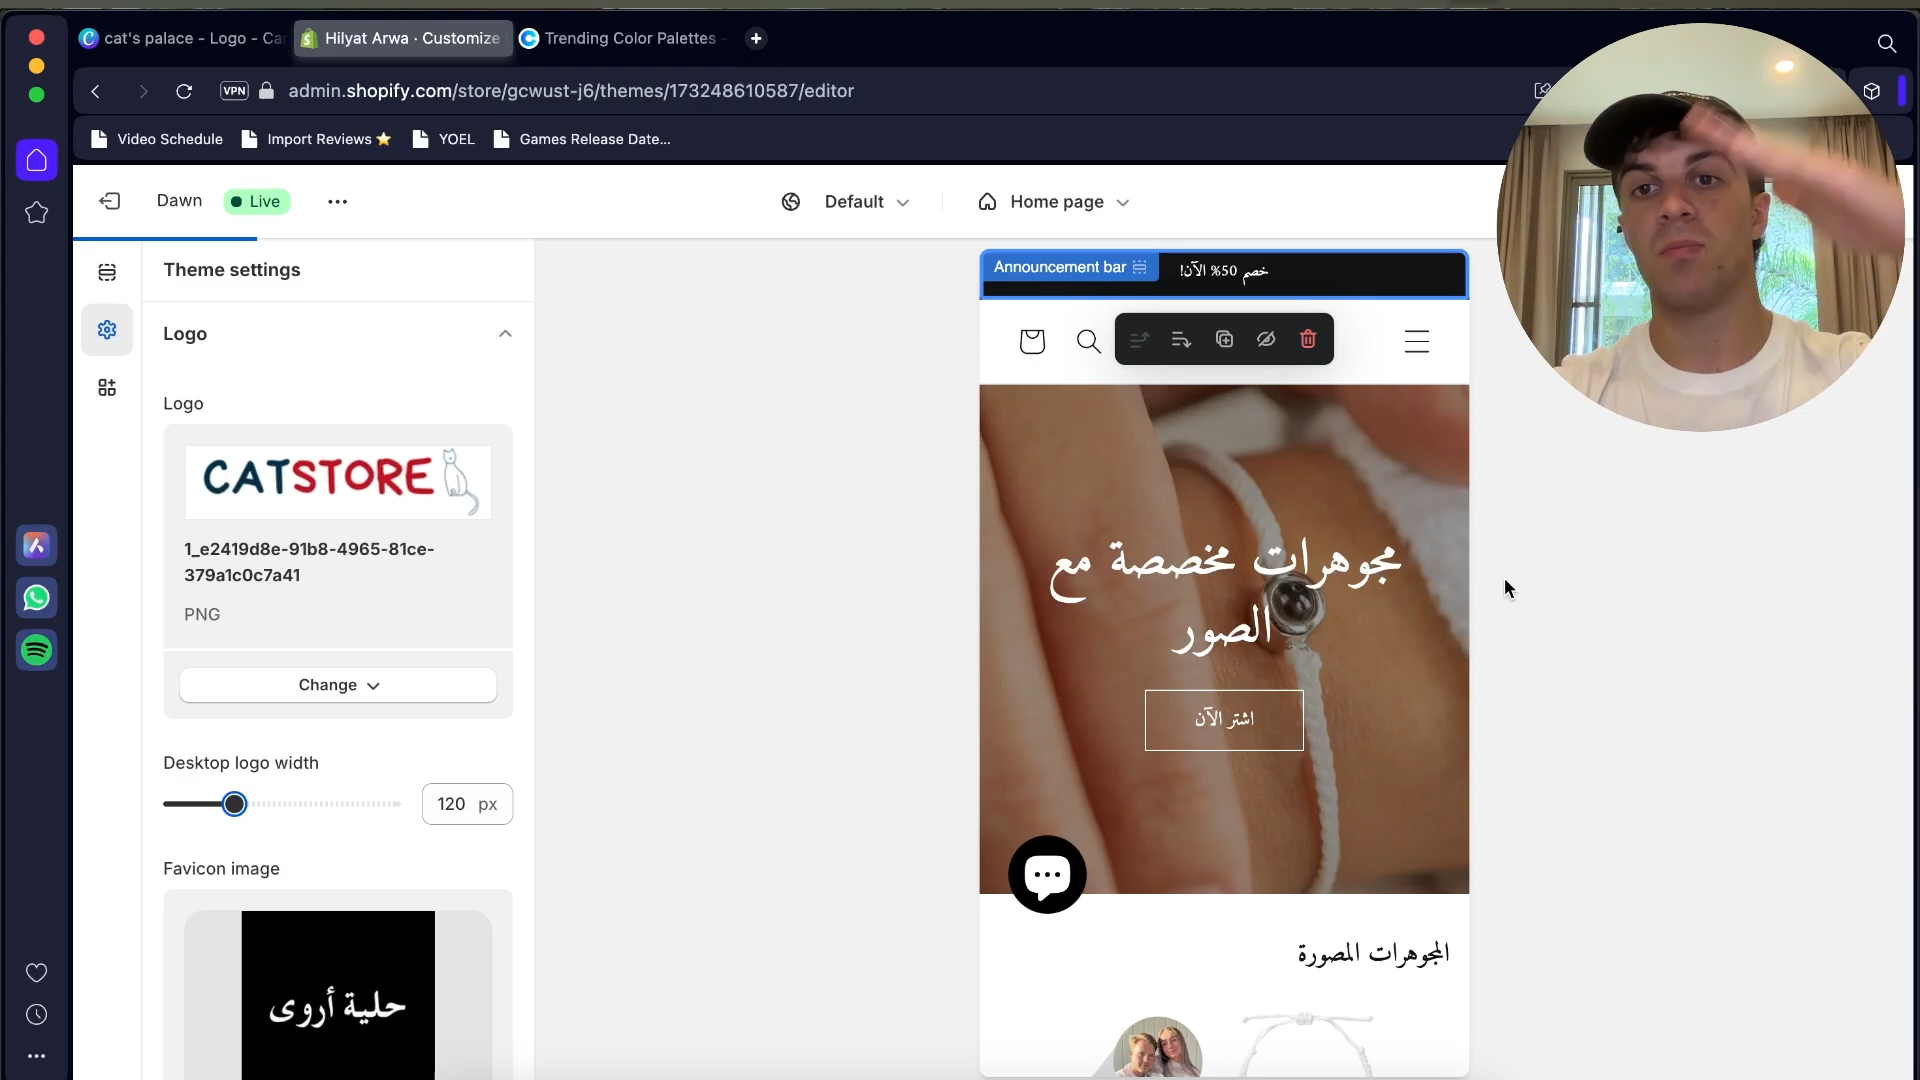 cat's palace - Logo - Ca
Hilyat Arwa · Customize
Trending Color Palettes -
VPN
admin.shopify.com/store/gcwust-j6/themes/173248610587/editor
Video Schedule
Import Reviews ⭐
YOEL
Games Release Date...
Dawn
Live
Default
Home page
Theme settings
Logo
Logo
CATSTORE
1_e2419d8e-91b8-4965-81ce-
379a1c0c7a41
PNG
Change
Desktop logo width
120 px
Favicon image
حلية أروى
Announcement bar
خصم 50% الآن!
مجوهرات مخصصة مع
الصور
اشتر الآن
المجوهرات المصورة